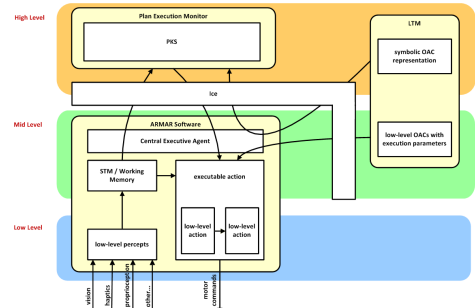 High Level
Plan Execution Monitor
PKS
LTM
symbolic OAC
representation
Ice
Mid Level
ARMAR Software
Central Executive Agent
low-level OACs with
execution parameters
STM / Working
Memory
executable action
low-level
action
low-level
action
Low Level
low-level percepts
vision
haptics
proprioception
other...
motor
commands